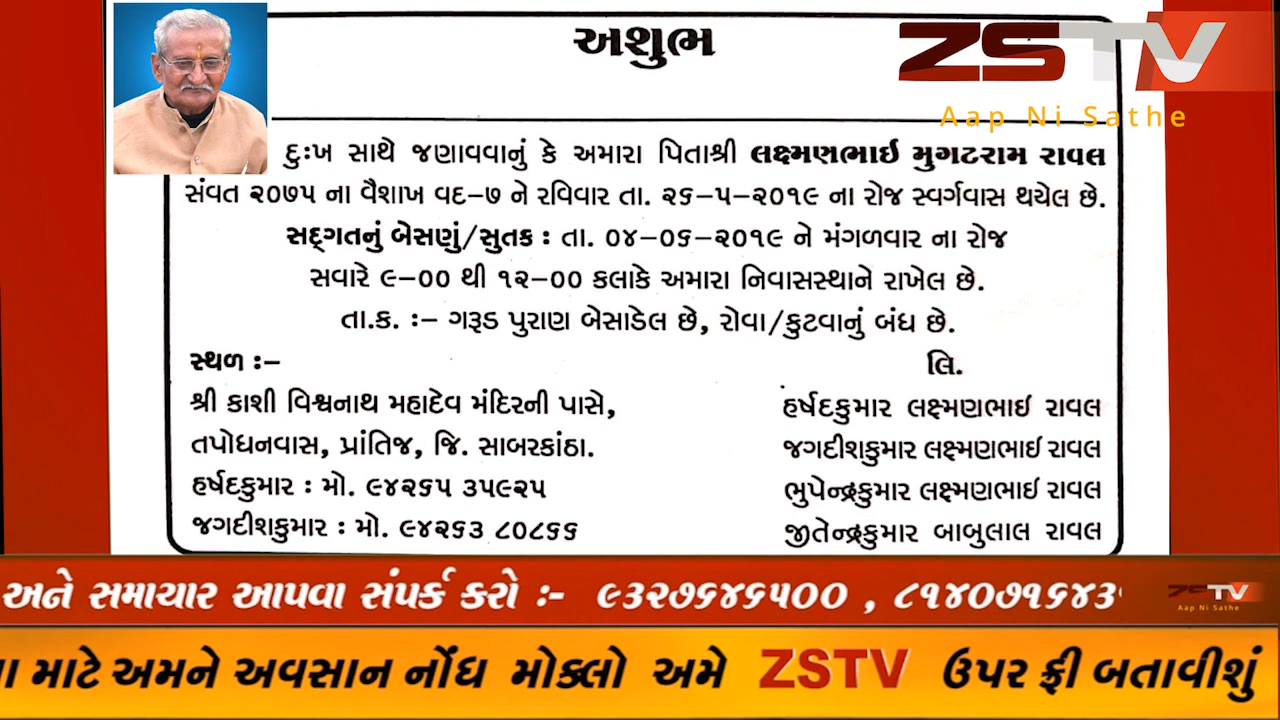 અશુભ
ZSTV
Aap Ni Sathe
દુઃખ સાથે જણાવવાનું કે અમારા પિતાશ્રી લક્ષ્મણભાઇ મુગટરામ રાવલ
સંવત ૨૦૭૫ ના વૈશાખ વદ-૭ ને રવિવાર તા. ૨૬-૫-૨૦૧૯ ના રોજ સ્વર્ગવાસ થયેલ છે.
સદ્દગતનું બેસણું/સુતક : તા. ૦૪-૦૬-૨૦૧૯ ને મંગળવાર ના રોજ
સવારે ૯-૦૦ થી ૧૨-૦૦ કલાકે અમારા નિવાસસ્થાને રાખેલ છે.
તા.ક. :- ગરૂડ પુરાણ બેસાડેલ છે, રોવા/કુટવાનું બંધ છે.
સ્થળ :-
શ્રી કાશી વિશ્વનાથ મહાદેવ મંદિરની પાસે,
તપોધનવાસ, પ્રાંતિજ, જિ. સાબરકાંઠા.
હર્ષદકુમાર : મો. ૯૪૨૬૫ ૩૫૯૨૫
જગદીશકુમાર : મો. ૯૪૨૬૩ ૮૦૮૬૬
લિ.
હર્ષદકુમાર લક્ષ્મણભાઈ રાવલ
જગદીશકુમાર લક્ષ્મણભાઈ રાવલ
ભુપેન્દ્રકુમાર લક્ષ્મણભાઈ રાવલ
જીતેન્દ્રકુમાર બાબુલાલ રાવલ
અને સમાચાર આપવા સંપર્ક કરો :- ૯૩૨૭૬૪૬૫૦૦ , ૮૧૪૦૭૧૬૪૩
ZSTV
Aap Ni Sathe
માટે અમને અવસાન નોંધ મોકલો અમે ZSTV ઉપર ફ્રી બતાવીશું